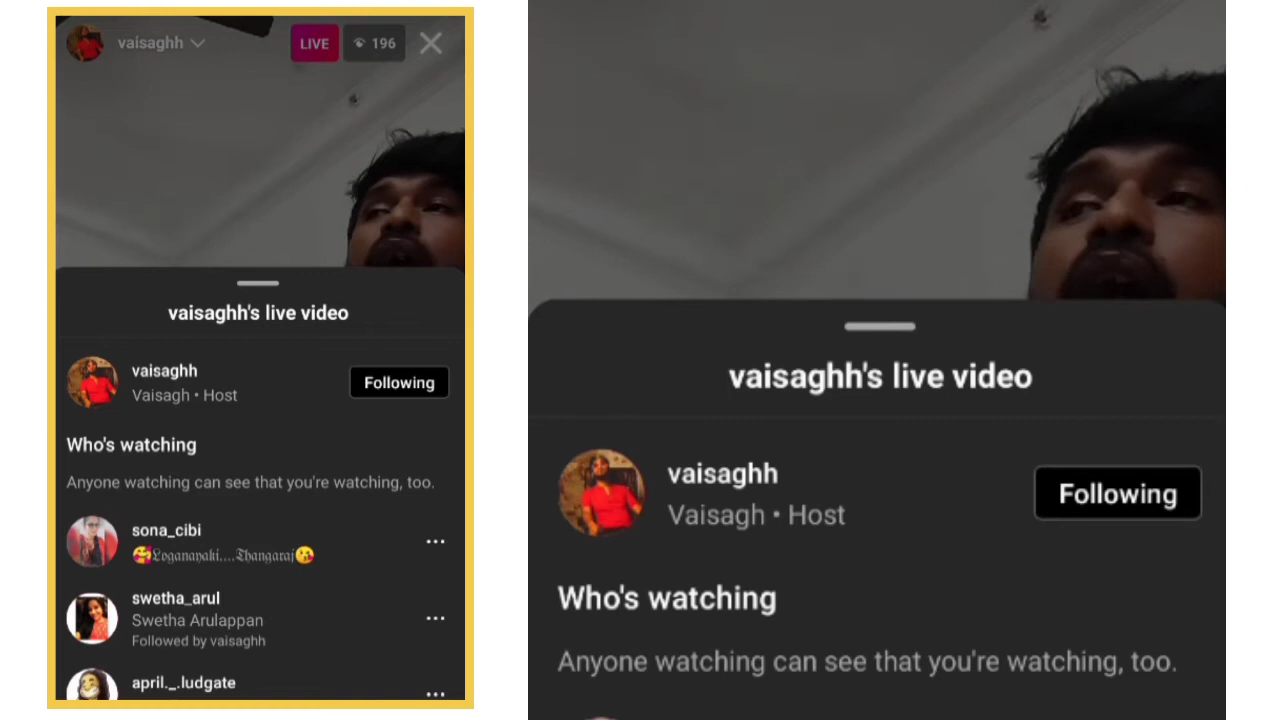 vaisaghh
LIVE
196
vaisaghh's live video
vaisaghh
Vaisagh • Host
Following
Who's watching
Anyone watching can see that you're watching, too.
sona_cibi
🥰𝔏𝔬𝔤𝔞𝔫𝔞𝔶𝔞𝔨𝔦....𝔗𝔥𝔞𝔫𝔤𝔞𝔯𝔞𝔧😘
swetha_arul
Swetha Arulappan
Followed by vaisaghh
april._.ludgate
vaisaghh's live video
vaisaghh
Vaisagh • Host
Following
Who's watching
Anyone watching can see that you're watching, too.